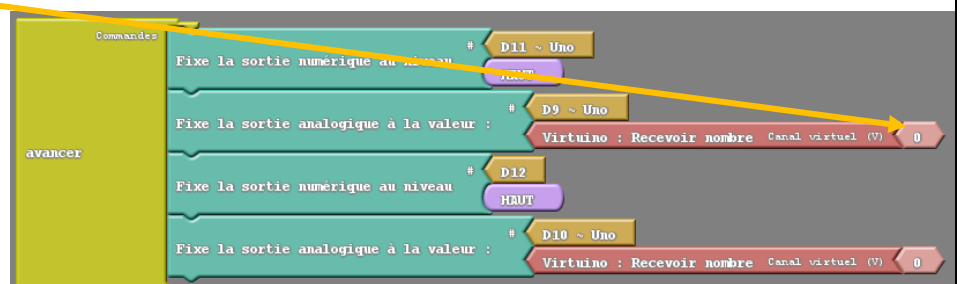 Commandes
avancer
Fixe la sortie numérique au niveau # D11 ~ Uno
HAUT
Fixe la sortie analogique à la valeur : # D9 ~ Uno
Virtuino : Recevoir nombre Canal virtuel (V) 0
Fixe la sortie numérique au niveau # D12
HAUT
Fixe la sortie analogique à la valeur : # D10 ~ Uno
Virtuino : Recevoir nombre Canal virtuel (V) 0